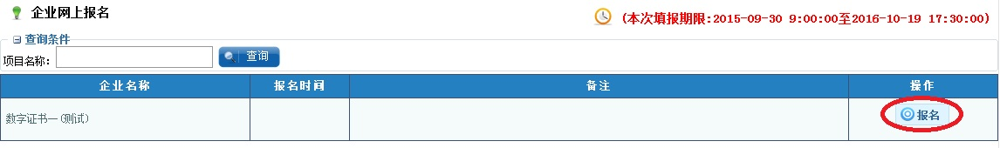 企业网上报名
(本次填报期限:2015-09-30 9:00:00至2016-10-19 17:30:00)
查询条件
项目名称: 查询
企业名称 报名时间 备注 操作
数字证书一(测试) 报名